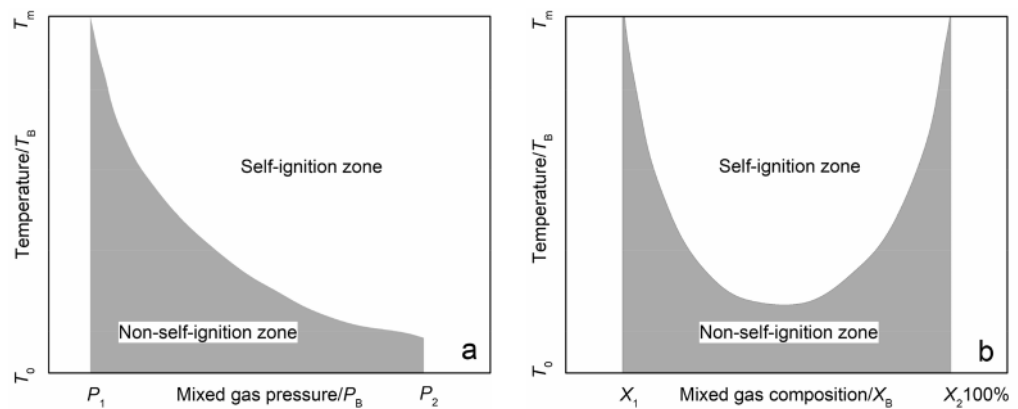 Tm
Temperature/TB
T0
Self-ignition zone
Non-self-ignition zone
a
P1
Mixed gas pressure/PB
P2
Tm
Temperature/TB
T0
Self-ignition zone
Non-self-ignition zone
b
X1
Mixed gas composition/XB
X2100%